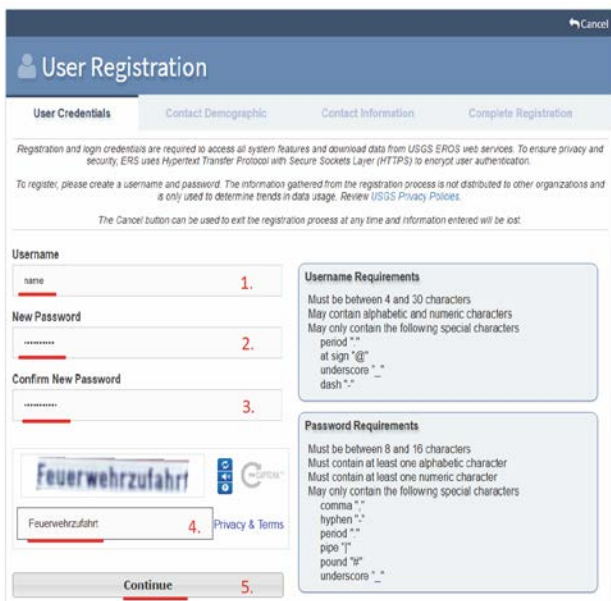 Cancel
User Registration
User Credentials
Contact Demographic
Contact Information
Complete Registration
Registration and login credentials are required to access all system features and download data from USGS EROS web services. To ensure privacy and
security, ERS uses Hypertext Transfer Protocol with Secure Sockets Layer (HTTPS) to encrypt user authentication.
To register, please create a username and password. The information gathered from the registration process is not distributed to other organizations and
is only used to determine trends in data usage. Review USGS Privacy Policies.
The Cancel button can be used to exit the registration process at any time and information entered will be lost.
Username
name 1.
New Password
2.
Confirm New Password
3.
Feuerwehrzufahrt
Feuerwehrzufahrt 4. Privacy & Terms
Continue 5.
Username Requirements
Must be between 4 and 30 characters
May contain alphabetic and numeric characters
May only contain the following special characters
period "."
at sign "@"
underscore "_"
dash "-"
Password Requirements
Must be between 8 and 16 characters
Must contain at least one alphabetic character
Must contain at least one numeric character
May only contain the following special characters
comma ","
hyphen "-"
period "."
pipe "|"
pound "#"
underscore "_"